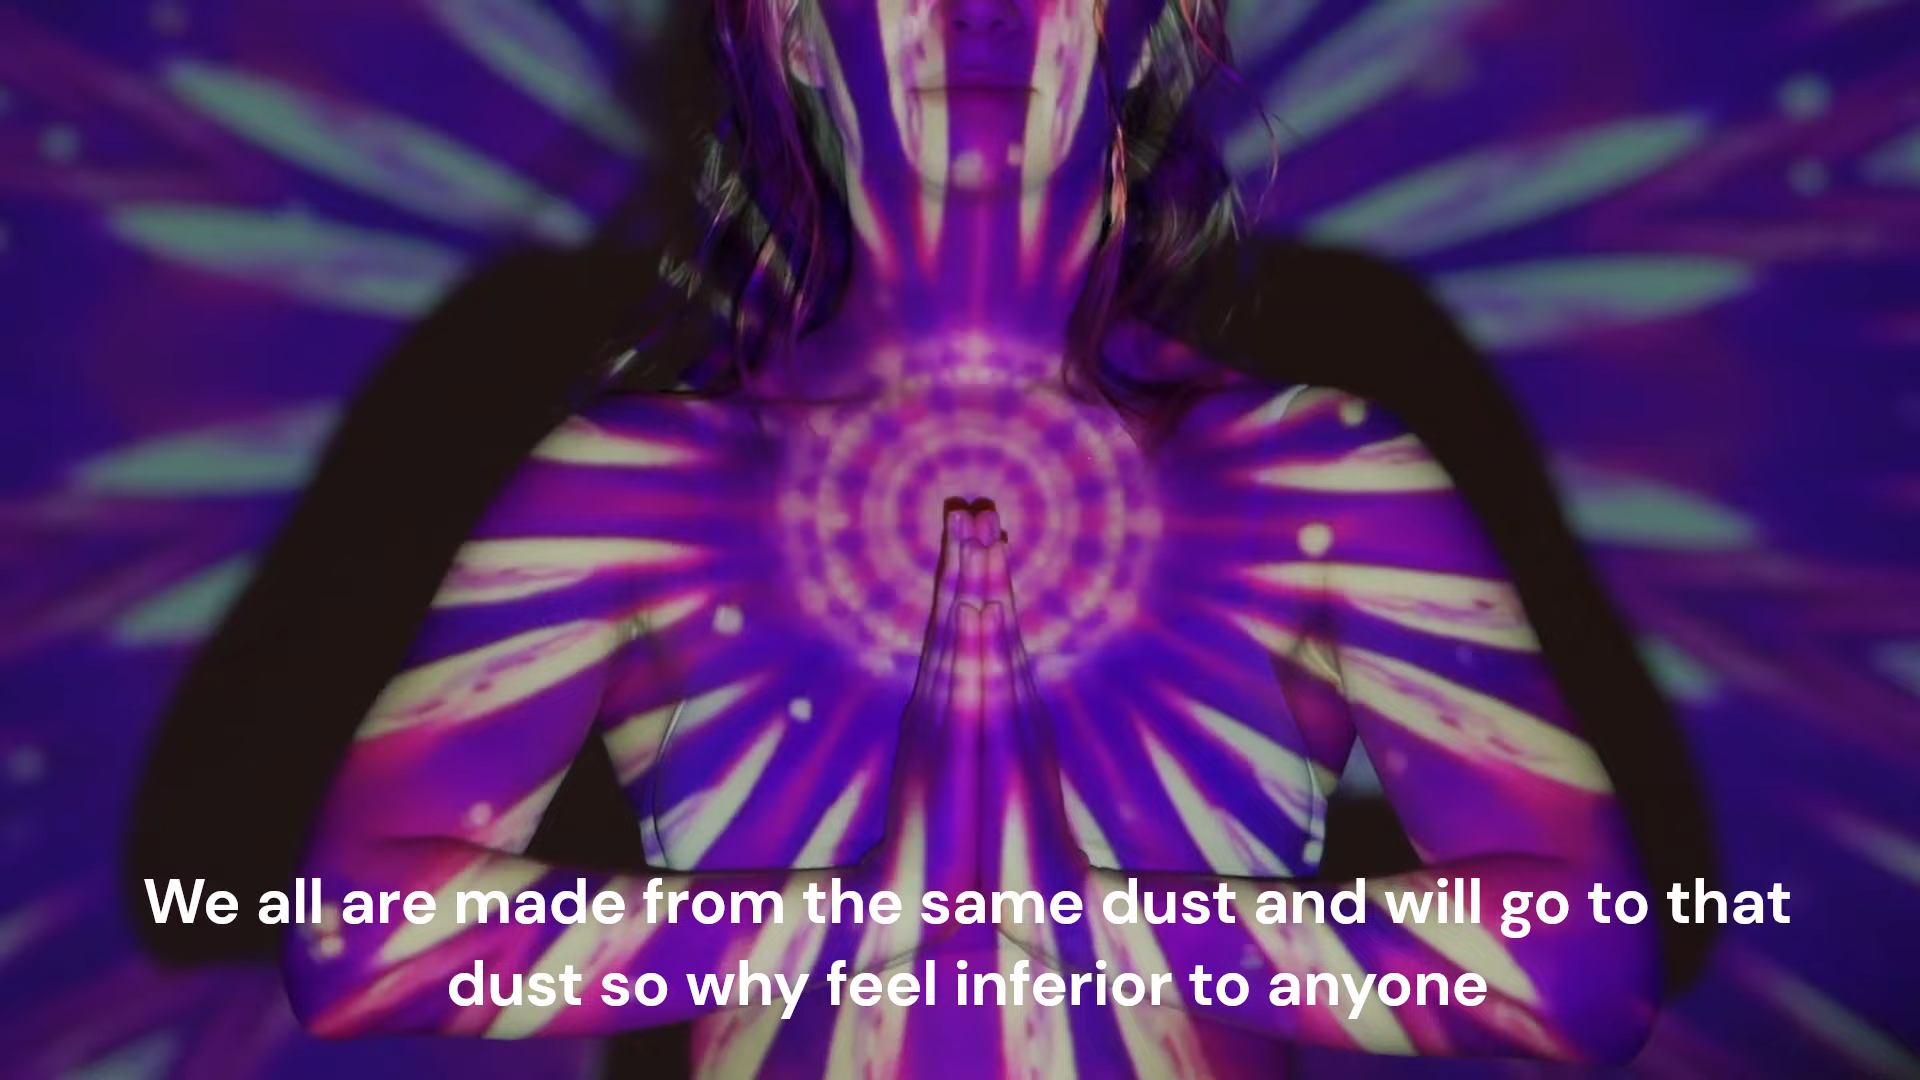 We all are made from the same dust and will go to that
dust so why feel inferior to anyone